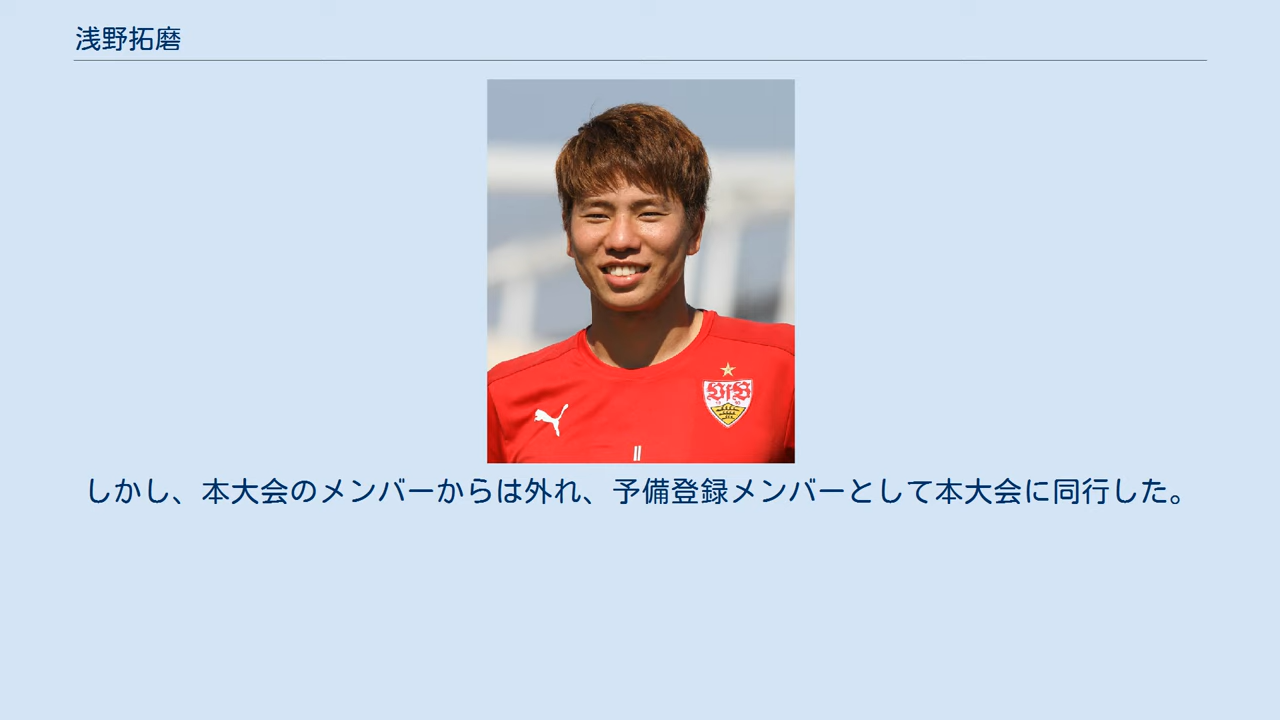 浅野拓磨
VfB
しかし、本大会のメンバーからは外れ、予備登録メンバーとして本大会に同行した。